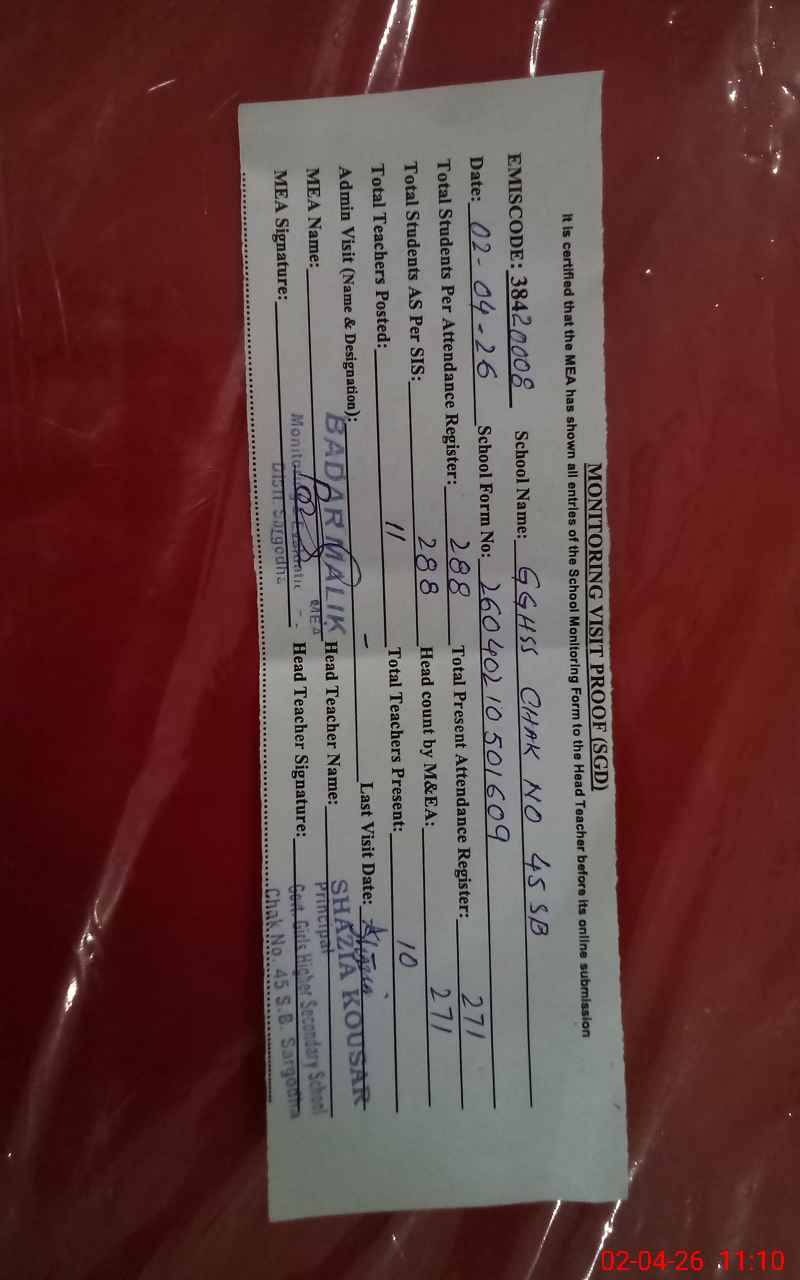 MONITORING VISIT PROOF (SGD)
It is certified that the MEA has shown all entries of the School Monitoring Form to the Head Teacher before its online submission
EMISCODE: 38420008 School Name: GGHSS CHAK NO 45 SB
Date: 02-04-26 School Form No: 26040210501609
Total Students Per Attendance Register: 288 Total Present Attendance Register: 271
Total Students AS Per SIS: 288 Head count by M&EA: 271
Total Teachers Posted: 11 Total Teachers Present: 10
Admin Visit (Name & Designation): - Last Visit Date:
MEA Name: BADAR MALIK Head Teacher Name: SHAZIA KOUSAR
MEA Principal
MEA Signature: Head Teacher Signature: Govt. Girls Higher Secondary School
Distt. Sargodha Chak No. 45 S.B. Sargodha
02-04-26 11:10